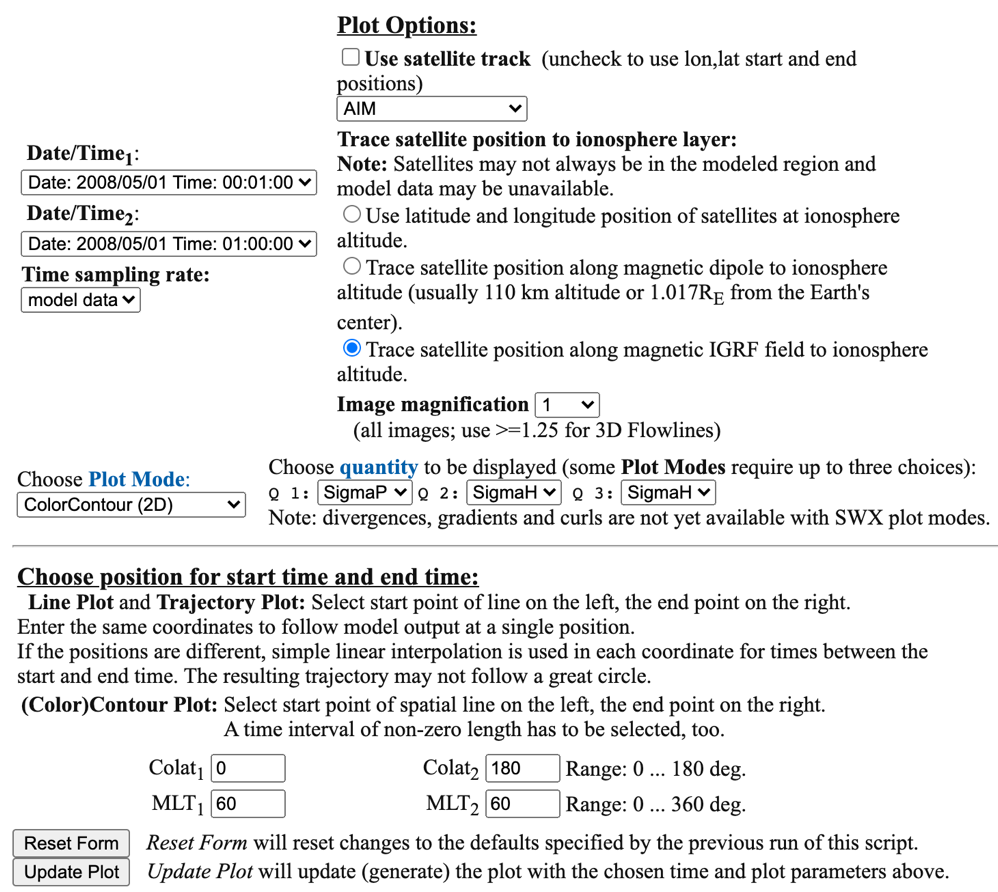 Plot Options:
Use satellite track (uncheck to use lon,lat start and end
positions)
AIM
Trace satellite position to ionosphere layer:
Note: Satellites may not always be in the modeled region and
model data may be unavailable.
Use latitude and longitude position of satellites at ionosphere
altitude.
Trace satellite position along magnetic dipole to ionosphere
altitude (usually 110 km altitude or 1.017RE from the Earth's
center).
Trace satellite position along magnetic IGRF field to ionosphere
altitude.
Image magnification 1
(all images; use >=1.25 for 3D Flowlines)
Date/Time1:
Date: 2008/05/01 Time: 00:01:00
Date/Time2:
Date: 2008/05/01 Time: 01:00:00
Time sampling rate:
model data
Choose Plot Mode:
ColorContour (2D)
Choose quantity to be displayed (some Plot Modes require up to three choices):
Q 1: SigmaP Q 2: SigmaH Q 3: SigmaH
Note: divergences, gradients and curls are not yet available with SWX plot modes.
Choose position for start time and end time:
Line Plot and Trajectory Plot: Select start point of line on the left, the end point on the right.
Enter the same coordinates to follow model output at a single position.
If the positions are different, simple linear interpolation is used in each coordinate for times between the
start and end time. The resulting trajectory may not follow a great circle.
(Color)Contour Plot: Select start point of spatial line on the left, the end point on the right.
A time interval of non-zero length has to be selected, too.
Colat1 0 Colat2 180 Range: 0 ... 180 deg.
MLT1 60 MLT2 60 Range: 0 ... 360 deg.
Reset Form Reset Form will reset changes to the defaults specified by the previous run of this script.
Update Plot Update Plot will update (generate) the plot with the chosen time and plot parameters above.